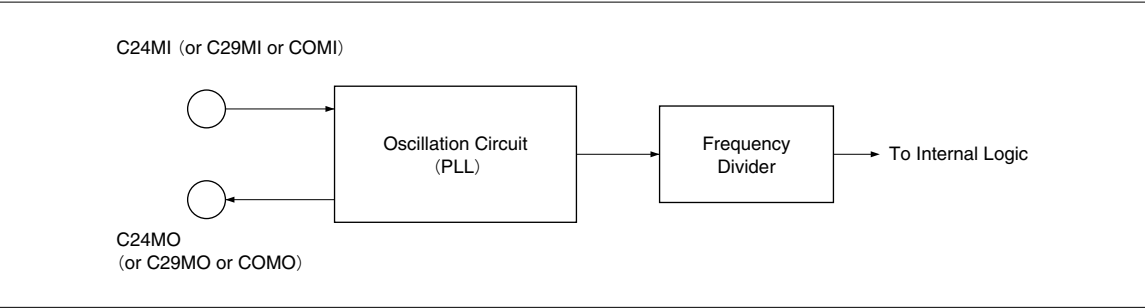 C24MI (or C29MI or COMI)
Oscillation Circuit
(PLL)
Frequency
Divider
To Internal Logic
C24MO
(or C29MO or COMO)